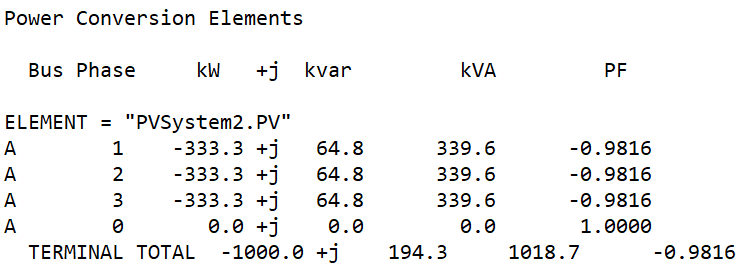 Power Conversion Elements
Bus Phase kW +j kvar kVA PF
ELEMENT = "PVSystem2.PV"
A 1 -333.3 +j 64.8 339.6 -0.9816
A 2 -333.3 +j 64.8 339.6 -0.9816
A 3 -333.3 +j 64.8 339.6 -0.9816
A 0 0.0 +j 0.0 0.0 1.0000
TERMINAL TOTAL -1000.0 +j 194.3 1018.7 -0.9816